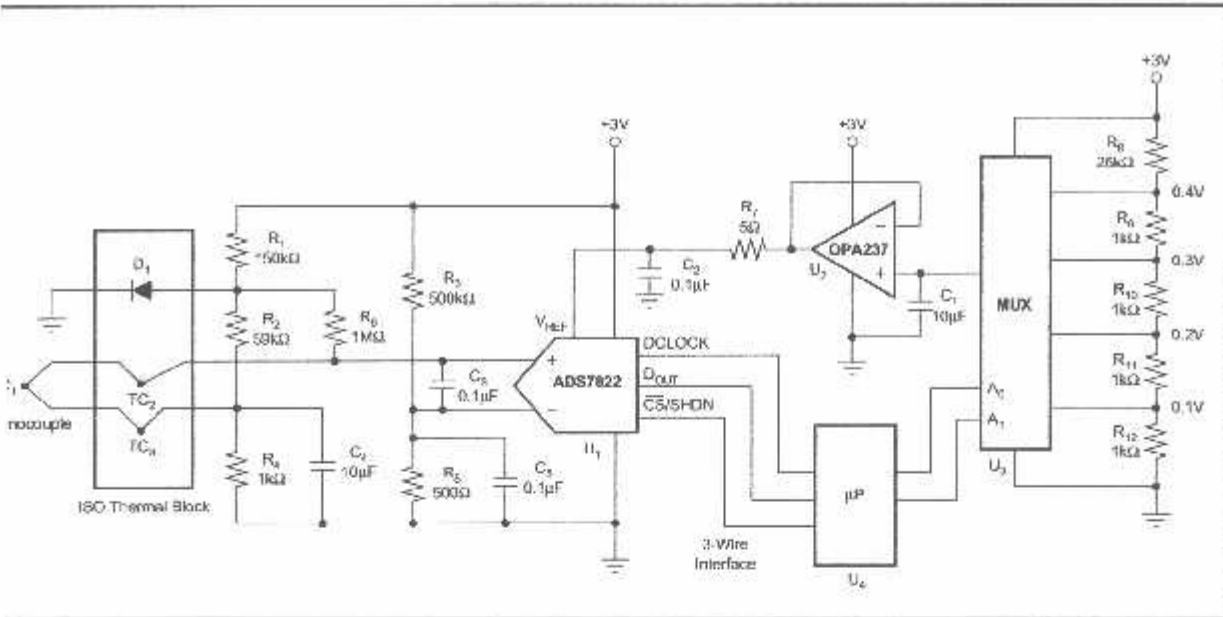 +3V
+3V
+3V
R8
26kΩ
0.4V
R9
1kΩ
0.3V
R10
1kΩ
0.2V
R11
1kΩ
0.1V
R12
1kΩ
MUX
A0
A1
U3
OPA237
U2
C1
10µF
R7
5Ω
C2
0.1µF
VREF
DCLOCK
DOUT
CS/SHDN
ADS7822
U1
R3
500kΩ
R1
150kΩ
D1
R2
59kΩ
R6
1MΩ
C3
0.1µF
TC2
TC3
nocouple
R4
1kΩ
C4
10µF
R5
500Ω
C5
0.1µF
ISO Thermal Block
3-Wire
Interface
µP
U4